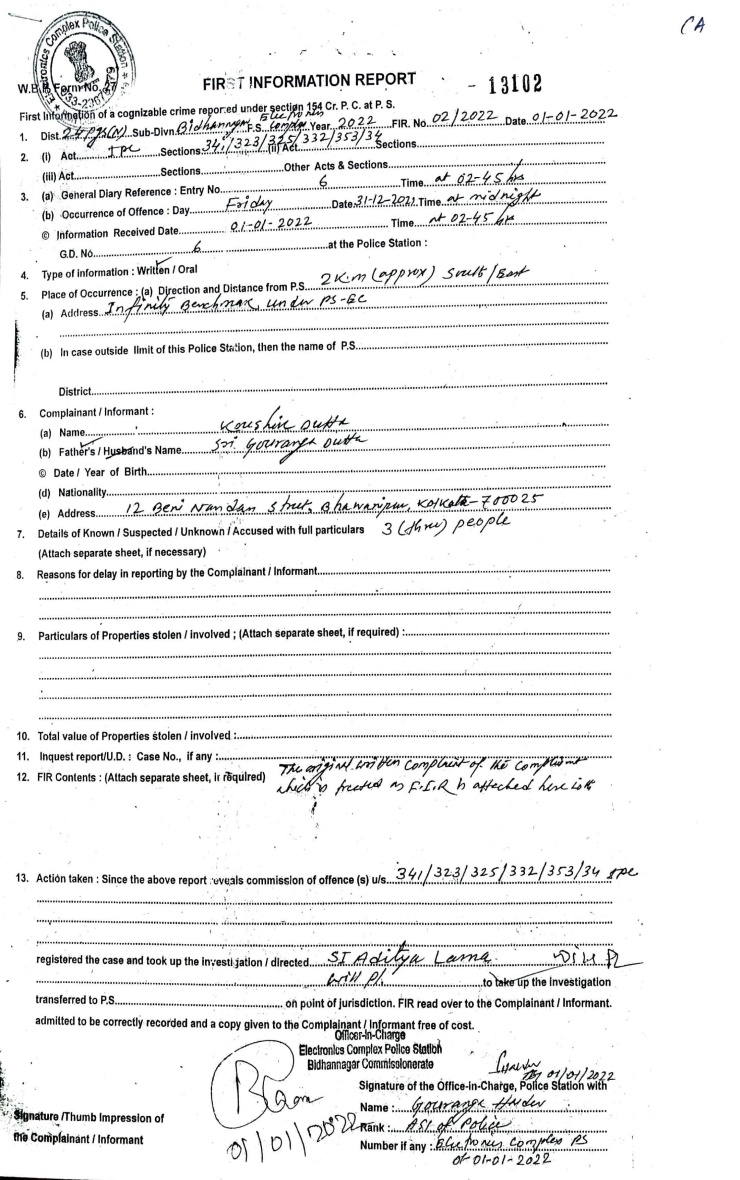 CA
Electronics Complex Police Station
W.B.P. Form No.
FIRST INFORMATION REPORT - 13102
First Information of a cognizable crime reported under section 154 Cr. P. C. at P. S.
1. Dist. 24 Pgs(N) Sub-Divn. Bidhannagar P.S. Electronics Complex Year 2022 FIR. No. 02/2022 Date 01-01-2022
2. (i) Act IPC Sections 341/323/325/332/353/34 (ii) Act Sections
(iii) Act Sections Other Acts & Sections
3. (a) General Diary Reference : Entry No. 6 Time at 02-45 hrs
(b) Occurrence of Offence : Day Friday Date 31-12-2021 Time at midnight
© Information Received Date 01-01-2022 Time at 02-45 hrs
G.D. No. 6 at the Police Station :
4. Type of information : Written / Oral
5. Place of Occurrence : (a) Direction and Distance from P.S. 2 K.m (approx) South/East
(a) Address Infinity Benchmark, under PS-EC
(b) In case outside limit of this Police Station, then the name of P.S.
District
6. Complainant / Informant :
(a) Name Koushik Dutta
(b) Father's / Husband's Name Sri Gouranga Dutta
© Date / Year of Birth
(d) Nationality
(e) Address 12 Beni Nandan Street, Bhawanipur, Kolkata-700025
7. Details of Known / Suspected / Unknown / Accused with full particulars 3 (three) people
(Attach separate sheet, if necessary)
8. Reasons for delay in reporting by the Complainant / Informant
9. Particulars of Properties stolen / involved ; (Attach separate sheet, if required) :
10. Total value of Properties stolen / involved :
11. Inquest report/U.D. : Case No., if any :
12. FIR Contents : (Attach separate sheet, if required) The original written complaint of the complainant
which is treated as F.I.R is attached here with
13. Action taken : Since the above report reveals commission of offence (s) u/s 341/323/325/332/353/34 IPC
registered the case and took up the investigation / directed SI Aditya Lama
will pl. to take up the investigation
transferred to P.S. on point of jurisdiction. FIR read over to the Complainant / Informant.
admitted to be correctly recorded and a copy given to the Complainant / Informant free of cost.
Officer-In-Charge
Electronics Complex Police Station
Bidhannagar Commissionerate
01/01/2022
Signature of the Office-in-Charge, Police Station with
Name : Gouranga Halder
Signature /Thumb Impression of
the Complainant / Informant
01/01/2022
Rank : ASI of Police
Number if any : Electronics Complex PS
of 01-01-2022